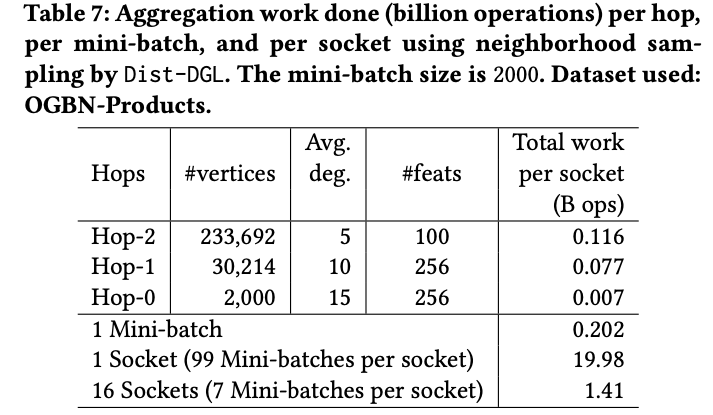 Table 7: Aggregation work done (billion operations) per hop,
per mini-batch, and per socket using neighborhood sam-
pling by Dist-DGL. The mini-batch size is 2000. Dataset used:
OGBN-Products.
Hops #vertices Avg. deg. #feats Total work per socket (B ops)
Hop-2 233,692 5 100 0.116
Hop-1 30,214 10 256 0.077
Hop-0 2,000 15 256 0.007
1 Mini-batch 0.202
1 Socket (99 Mini-batches per socket) 19.98
16 Sockets (7 Mini-batches per socket) 1.41